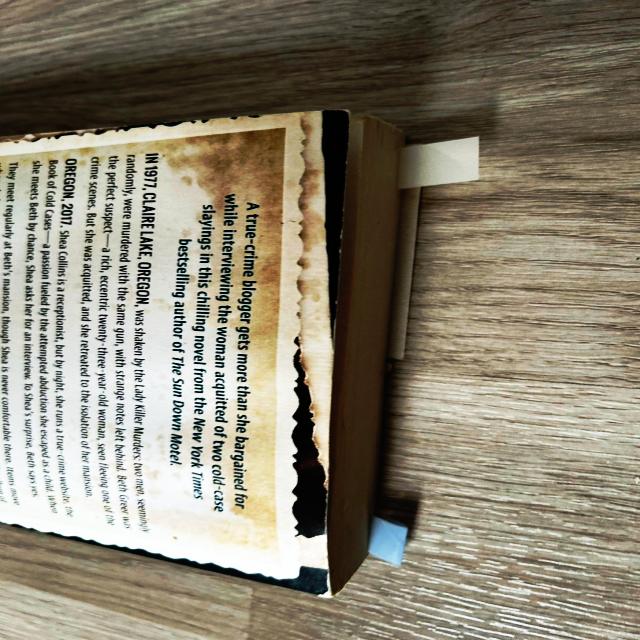 A true-crime blogger gets more than she bargained for
while interviewing the woman acquitted of two cold-case
slayings in this chilling novel from the New York Times
bestselling author of The Sun Down Motel.
IN 1977, CLAIRE LAKE, OREGON, was shaken by the Lady Killer Murders: two men, seemingly
randomly, were murdered with the same gun, with strange notes left behind. Beth Greer was
the perfect suspect—a rich, eccentric twenty-three-year-old woman, seen fleeing one of the
crime scenes. But she was acquitted, and she retreated to the isolation of her mansion.
OREGON, 2017. Shea Collins is a receptionist, but by night, she runs a true-crime website, the
Book of Cold Cases—a passion fueled by the attempted abduction she escaped as a child. When
she meets Beth by chance, Shea asks her for an interview. To Shea's surprise, Beth says yes.
They meet regularly at Beth's mansion, though Shea is never comfortable there. Items move